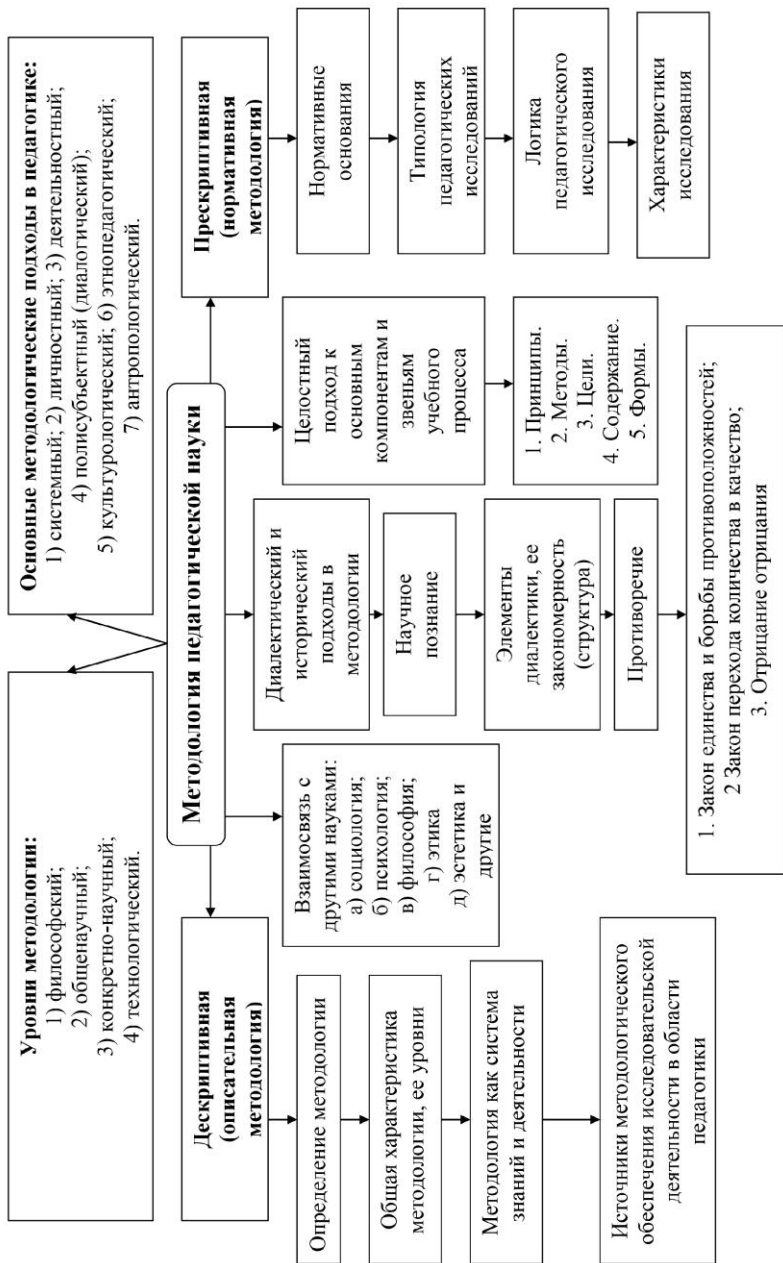 Уровни методологии:
1) философский;
2) общенаучный;
3) конкретно-научный;
4) технологический.
Основные методологические подходы в педагогике:
1) системный; 2) личностный; 3) деятельностный;
4) полисубъектный (диалогический);
5) культурологический; 6) этнопедагогический;
7) антропологический.
Методология педагогической науки
Дескриптивная
(описательная
методология)
Определение методологии
Общая характеристика
методологии, ее уровни
Методология как система
знаний и деятельности
Источники методологического
обеспечения исследовательской
деятельности в области
педагогики
Взаимосвязь с
другими науками:
а) социология;
б) психология;
в) философия;
г) этика
д) эстетика и
другие
Диалектический и
исторический
подходы в
методологии
Научное
познание
Элементы
диалектики, ее
закономерность
(структура)
Противоречие
1. Закон единства и борьбы противоположностей;
2 Закон перехода количества в качество;
3. Отрицание отрицания
Целостный
подход к
основным
компонентам и
звеньям
учебного
процесса
1. Принципы.
2. Методы.
3. Цели.
4. Содержание.
5. Формы.
Прескриптивная
(нормативная
методология)
Нормативные
основания
Типология
педагогических
исследований
Логика
педагогического
исследования
Характеристики
исследования